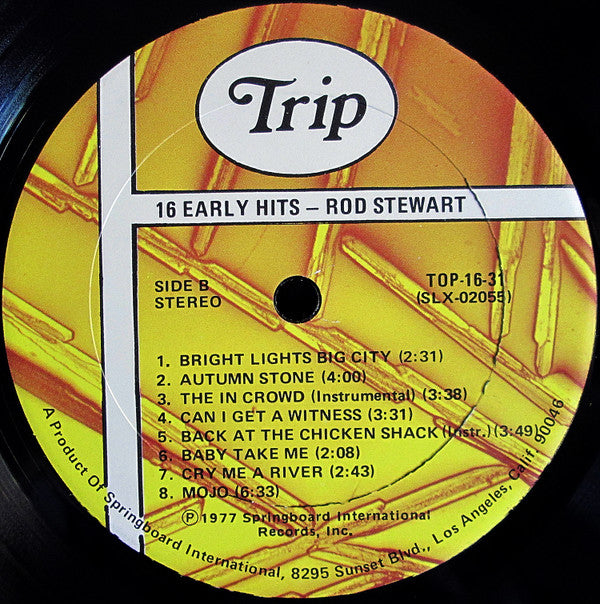 Trip
16 EARLY HITS – ROD STEWART
SIDE B
STEREO
TOP-16-31
(SLX-02055)
1. BRIGHT LIGHTS BIG CITY (2:31)
2. AUTUMN STONE (4:00)
3. THE IN CROWD (Instrumental) (3:38)
4. CAN I GET A WITNESS (3:31)
5. BACK AT THE CHICKEN SHACK (Instr.) (3:49)
6. BABY TAKE ME (2:08)
7. CRY ME A RIVER (2:43)
8. MOJO (6:33)
Ⓟ1977 Springboard International
Records, Inc.
A Product Of Springboard International, 8295 Sunset Blvd., Los Angeles, Calif. 90046